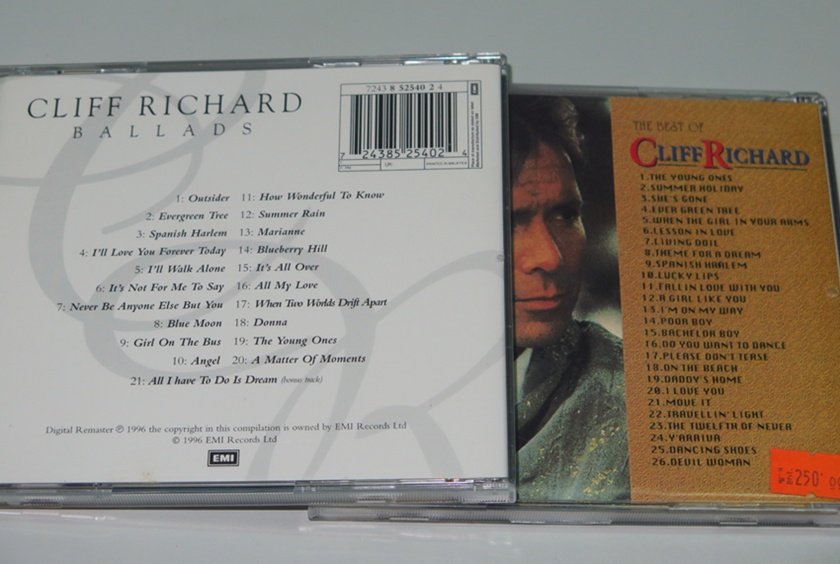 CLIFF RICHARD
BALLADS
7243 8 52540 2 4
EMI
7 24385 25402 4
1: Outsider
2: Evergreen Tree
3: Spanish Harlem
4: I'll Love You Forever Today
5: I'll Walk Alone
6: It's Not For Me To Say
7: Never Be Anyone Else But You
8: Blue Moon
9: Girl On The Bus
10: Angel
11: How Wonderful To Know
12: Summer Rain
13: Marianne
14: Blueberry Hill
15: It's All Over
16: All My Love
17: When Two Worlds Drift Apart
18: Donna
19: The Young Ones
20: A Matter Of Moments
21: All I have To Do Is Dream (bonus track)
Digital Remaster ℗ 1996 the copyright in this compilation is owned by EMI Records Ltd
© 1996 EMI Records Ltd
EMI
THE BEST OF
CLIFF RICHARD
1.THE YOUNG ONES
2.SUMMER HOLIDAY
3.SHE'S GONE
4.EVER GREEN TREE
5.WHEN THE GIRL IN YOUR ARMS
6.LESSON IN LOVE
7.LIVING DOIL
8.THEME FOR A DREAM
9.SPANISH HARLEM
10.LUCKY LIPS
11.FALL IN LOVE WITH YOU
12.A GIRL LIKE YOU
13.I'M ON MY WAY
14.POOR BOY
15.BACHELOR BOY
16.DO YOU WANT TO DANCE
17.PLEASE DON'T TERSE
18.ON THE BEACH
19.DADDY'S HOME
20.I LOVE YOU
21.MOVE IT
22.TRAVELLIN' LIGHT
23.THE TWELFTH OF NEVER
24.Y'ARRIVA
25.DANCING SHOES
26.DEVIL WOMAN
250